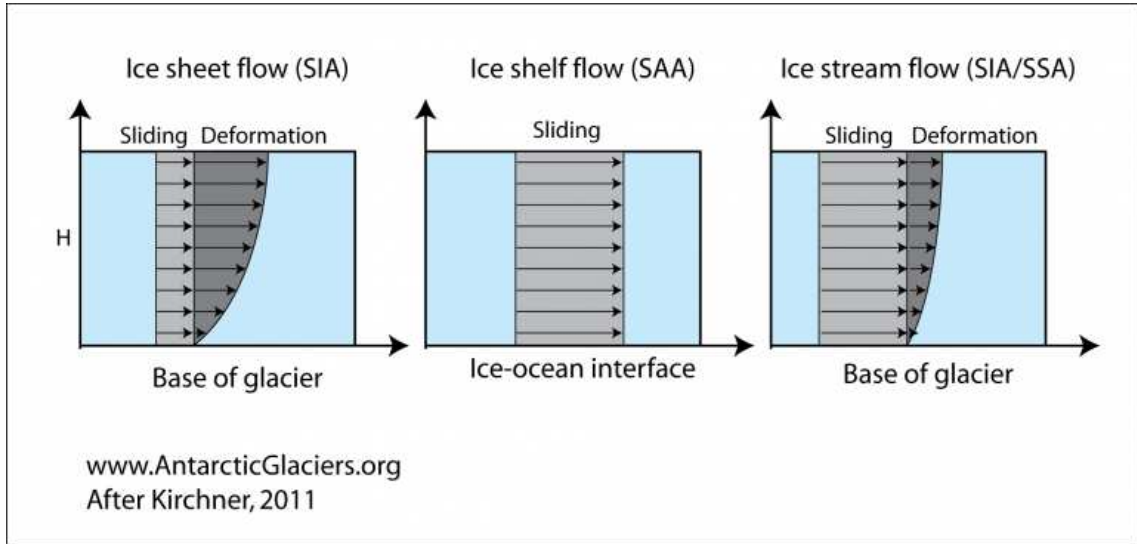 Ice sheet flow (SIA)
Ice shelf flow (SAA)
Ice stream flow (SIA/SSA)
Sliding Deformation
Sliding
Sliding Deformation
H
Base of glacier
Ice-ocean interface
Base of glacier
www.AntarcticGlaciers.org
After Kirchner, 2011